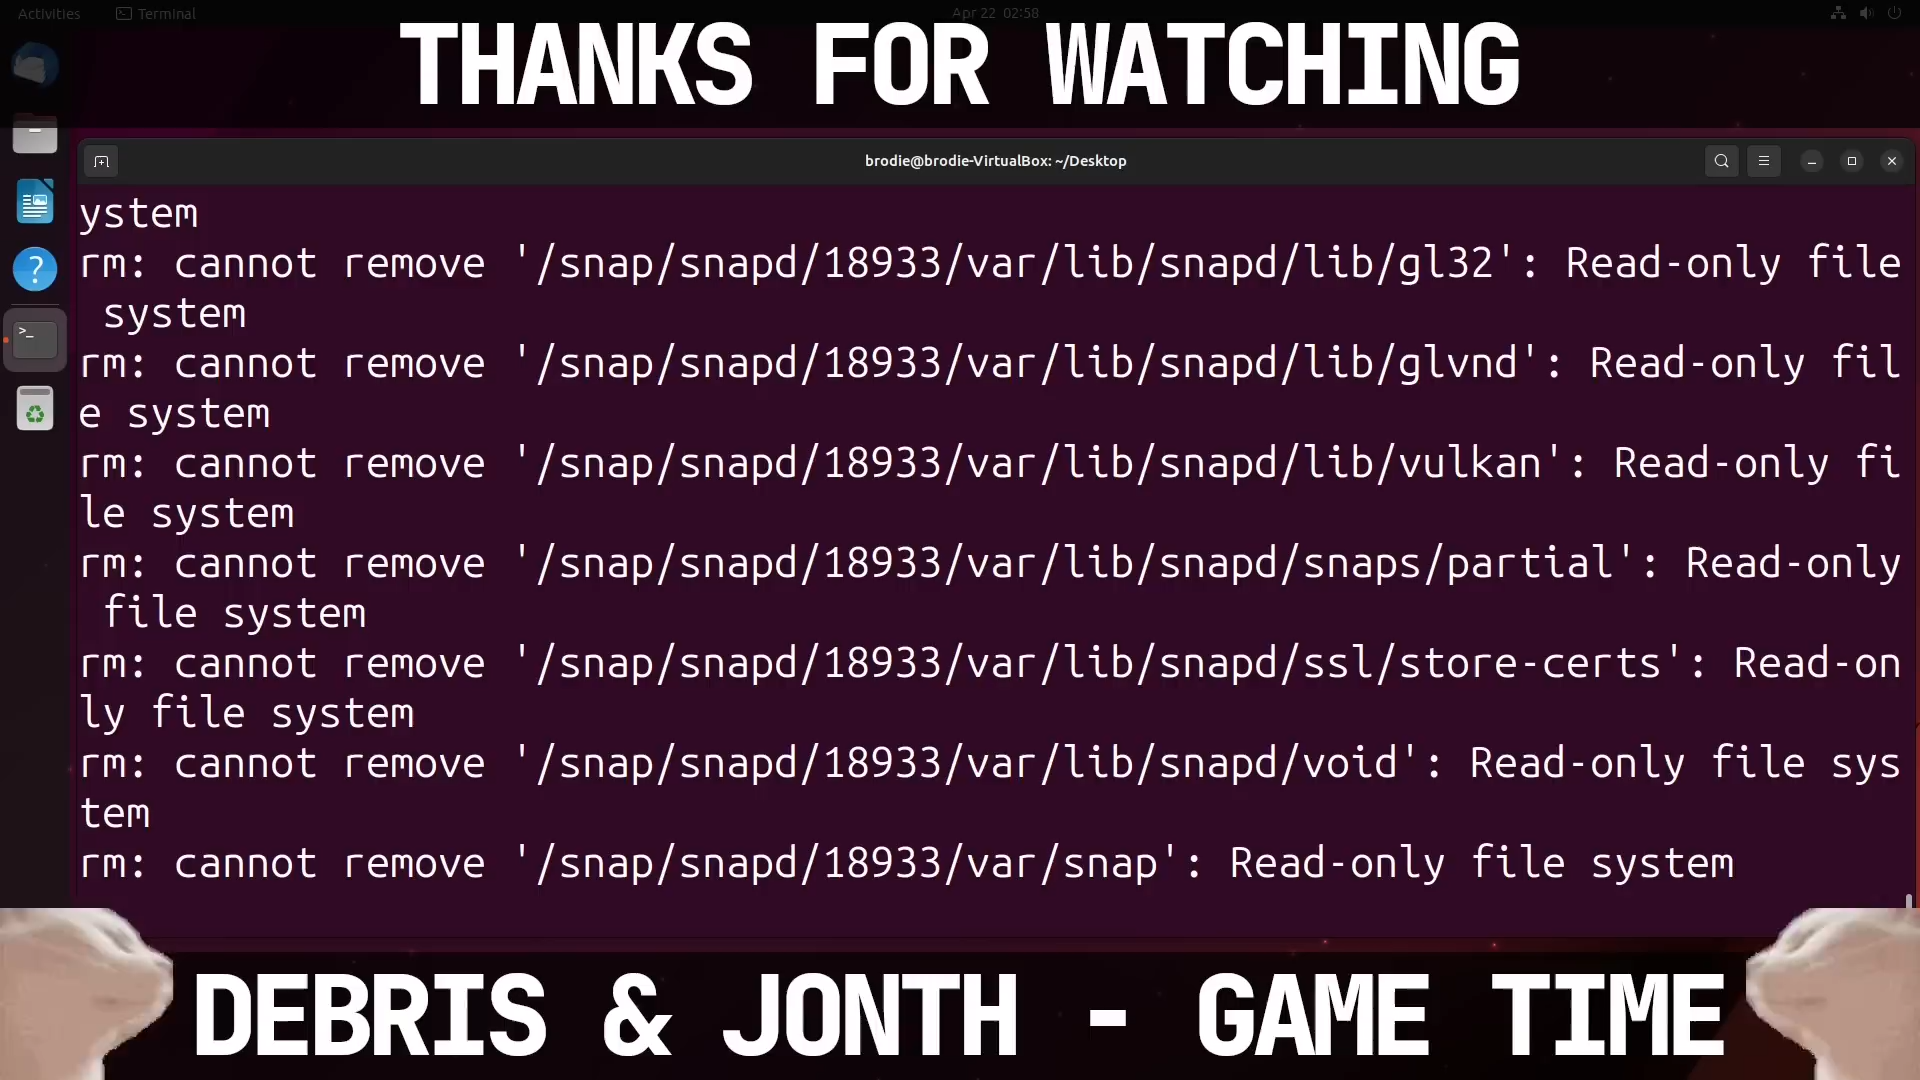 Activities Terminal Apr 22 02:58
THANKS FOR WATCHING
brodie@brodie-VirtualBox: ~/Desktop
ystem
rm: cannot remove '/snap/snapd/18933/var/lib/snapd/lib/gl32': Read-only file
 system
rm: cannot remove '/snap/snapd/18933/var/lib/snapd/lib/glvnd': Read-only fil
e system
rm: cannot remove '/snap/snapd/18933/var/lib/snapd/lib/vulkan': Read-only fi
le system
rm: cannot remove '/snap/snapd/18933/var/lib/snapd/snaps/partial': Read-only
 file system
rm: cannot remove '/snap/snapd/18933/var/lib/snapd/ssl/store-certs': Read-on
ly file system
rm: cannot remove '/snap/snapd/18933/var/lib/snapd/void': Read-only file sys
tem
rm: cannot remove '/snap/snapd/18933/var/snap': Read-only file system
DEBRIS & JONTH - GAME TIME